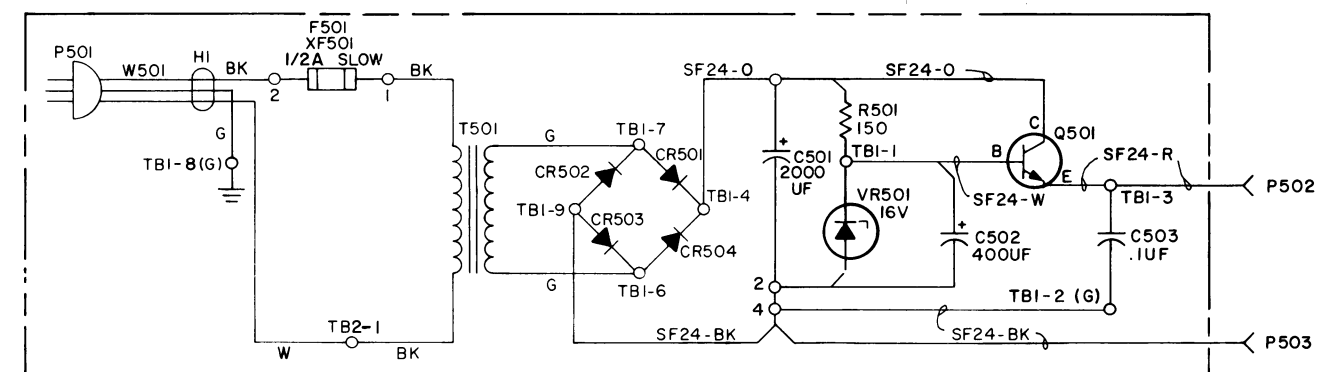 F501
XF501
1/2A SLOW
P501
W501
H1
BK
2
1
BK
G
TB1-8(G)
T501
G
TB1-7
CR502
CR501
TB1-9
TB1-4
CR503
CR504
G
TB1-6
W
TB2-1
BK
SF24-O
SF24-O
R501
150
TB1-1
+
C501
2000
UF
VR501
16V
C
Q501
B
E
SF24-R
SF24-W
TB1-3
P502
+
C502
400UF
C503
.1UF
2
4
TB1-2 (G)
SF24-BK
SF24-BK
P503